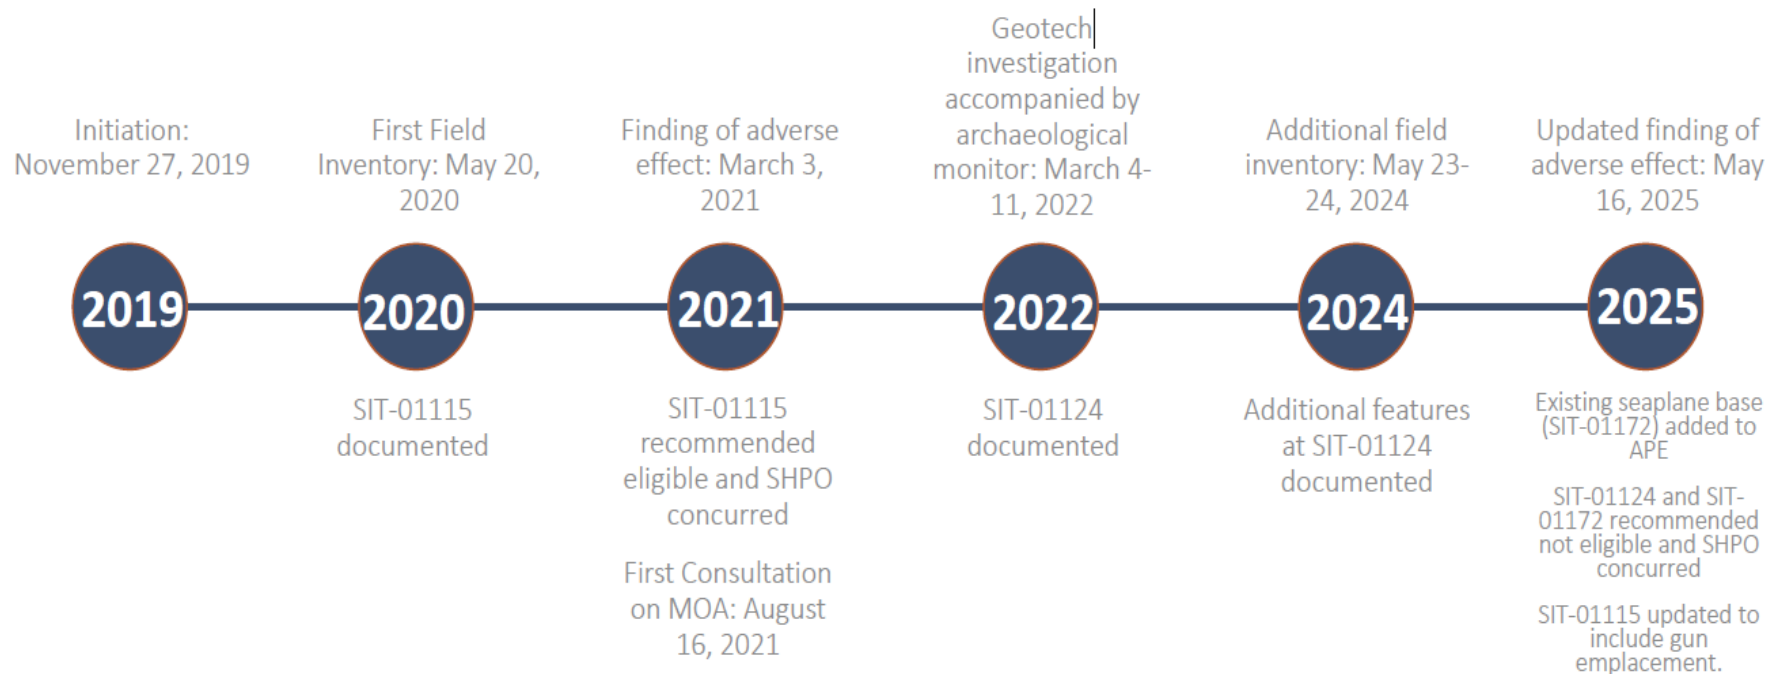 Initiation:
November 27, 2019
First Field
Inventory: May 20,
2020
Finding of adverse
effect: March 3,
2021
Geotech
investigation
accompanied by
archaeological
monitor: March 4-
11, 2022
Additional field
inventory: May 23-
24, 2024
Updated finding of
adverse effect: May
16, 2025
2019
2020
2021
2022
2024
2025
SIT-01115
documented
SIT-01115
recommended
eligible and SHPO
concurred
First Consultation
on MOA: August
16, 2021
SIT-01124
documented
Additional features
at SIT-01124
documented
Existing seaplane base
(SIT-01172) added to
APE
SIT-01124 and SIT-
01172 recommended
not eligible and SHPO
concurred
SIT-01115 updated to
include gun
emplacement.